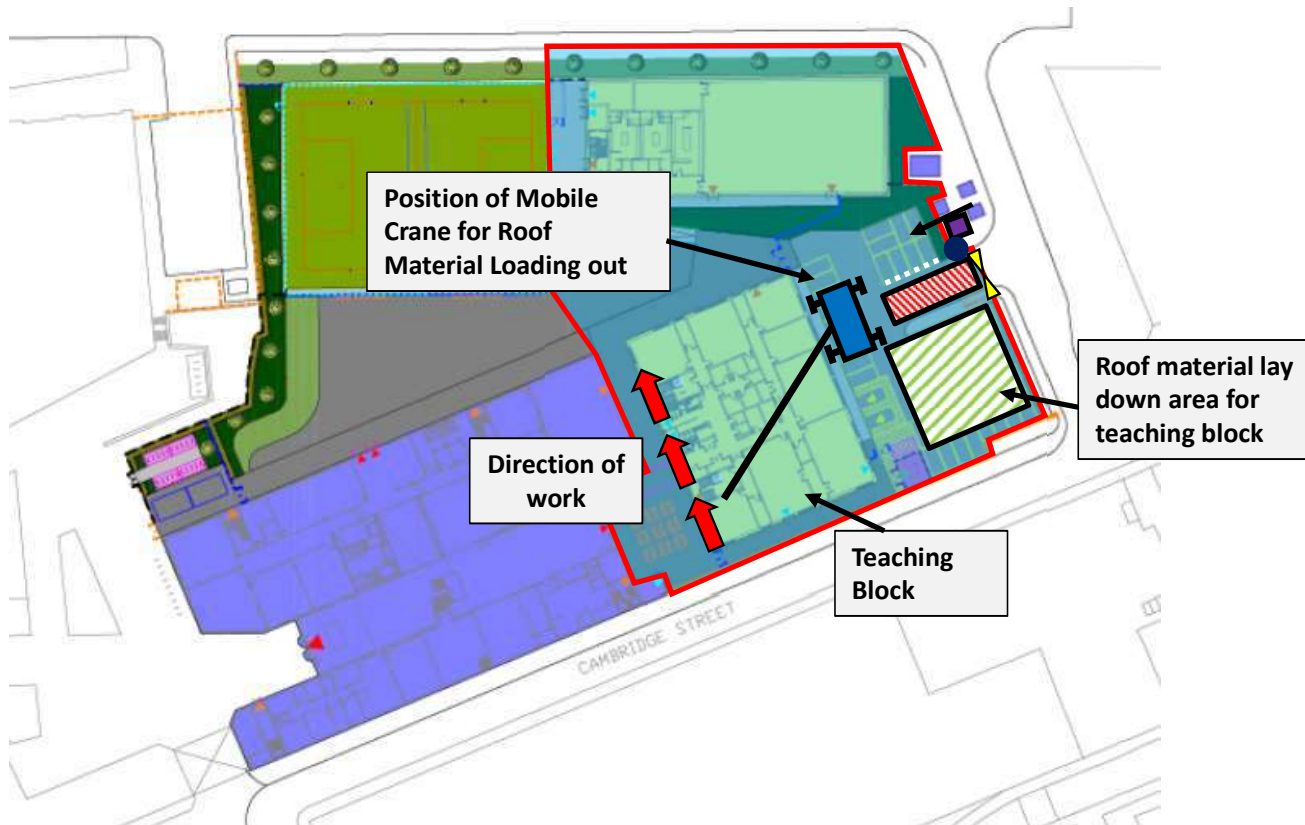 Position of Mobile
Crane for Roof
Material Loading out
Roof material lay
down area for
teaching block
Direction of
work
Teaching
Block
CAMBRIDGE STREET